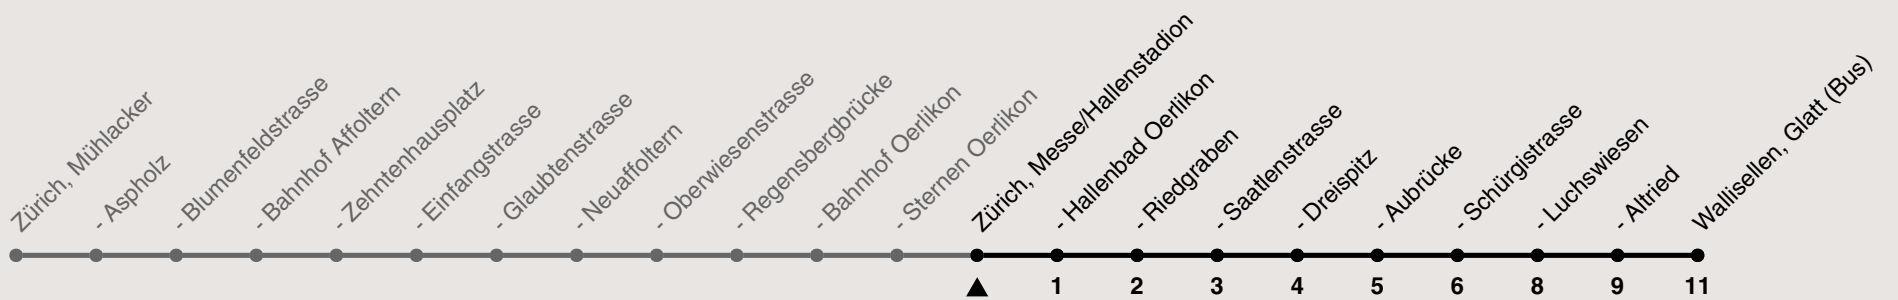 Zürich, Mühlacker
- Aspholz
- Blumenfeldstrasse
- Bahnhof Affoltern
- Zehntenhausplatz
- Einfangstrasse
- Glaubtenstrasse
- Neuaffoltern
- Oberwiesenstrasse
- Regensbergbrücke
- Bahnhof Oerlikon
- Sternen Oerlikon
Zürich, Messe/Hallenstadion
- Hallenbad Oerlikon
- Riedgraben
- Saatlenstrasse
- Dreispitz
- Aubrücke
- Schürgistrasse
- Luchswiesen
- Altried
Wallisellen, Glatt (Bus)
1 2 3 4 5 6 8 9 11